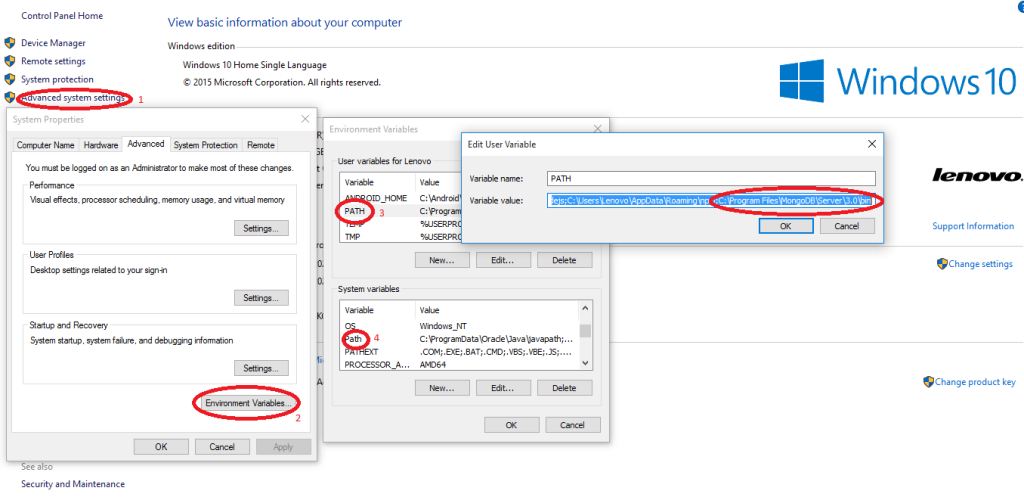 Control Panel Home
Device Manager
Remote settings
System protection
Advanced system settings 1
View basic information about your computer
Windows edition
Windows 10 Home Single Language
© 2015 Microsoft Corporation. All rights reserved.
Windows 10
lenovo.
Support Information
Change settings
Change product key
System Properties
Computer Name Hardware Advanced System Protection Remote
You must be logged on as an Administrator to make most of these changes.
Performance
Visual effects, processor scheduling, memory usage, and virtual memory
Settings...
User Profiles
Desktop settings related to your sign-in
Settings...
Startup and Recovery
System startup, system failure, and debugging information
Settings...
Environment Variables...
2
OK Cancel Apply
Environment Variables
User variables for Lenovo
Variable Value
ANDROID_HOME C:\Android\
PATH 3 C:\Program
TEMP %USERPRO
TMP %USERPRO
New... Edit... Delete
System variables
Variable Value
OS Windows_NT
Path 4 C:\ProgramData\Oracle\Java\javapath;...
PATHEXT .COM;.EXE;.BAT;.CMD;.VBS;.VBE;.JS;....
PROCESSOR_A... AMD64
New... Edit... Delete
OK Cancel
Edit User Variable
Variable name: PATH
Variable value: dejs;C:\Users\Lenovo\AppData\Roaming\np ;C:\Program Files\MongoDB\Server\3.0\bin
OK Cancel
See also
Security and Maintenance